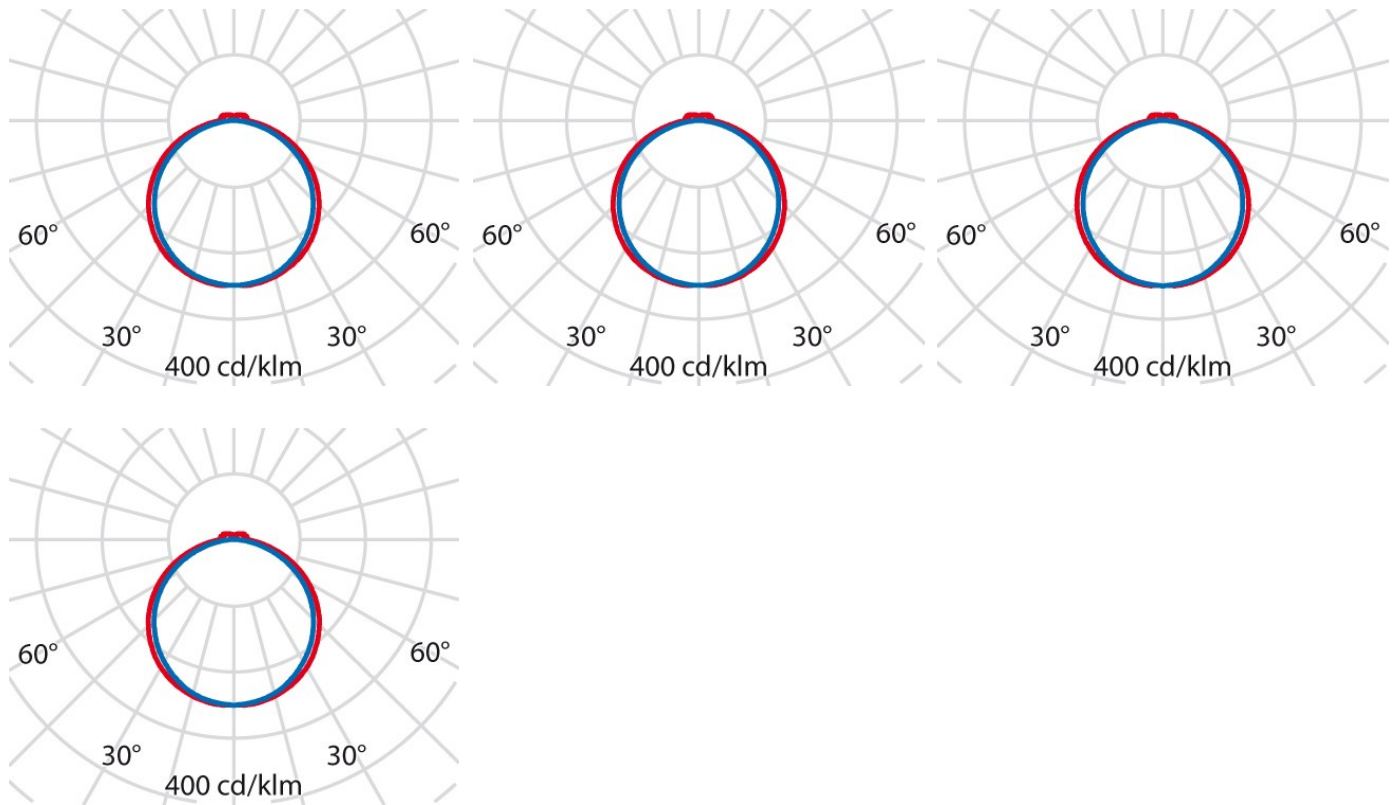 60° 60° 60° 60° 60° 60°
30° 30° 30° 30° 30° 30°
400 cd/klm 400 cd/klm 400 cd/klm
60° 60°
30° 30°
400 cd/klm